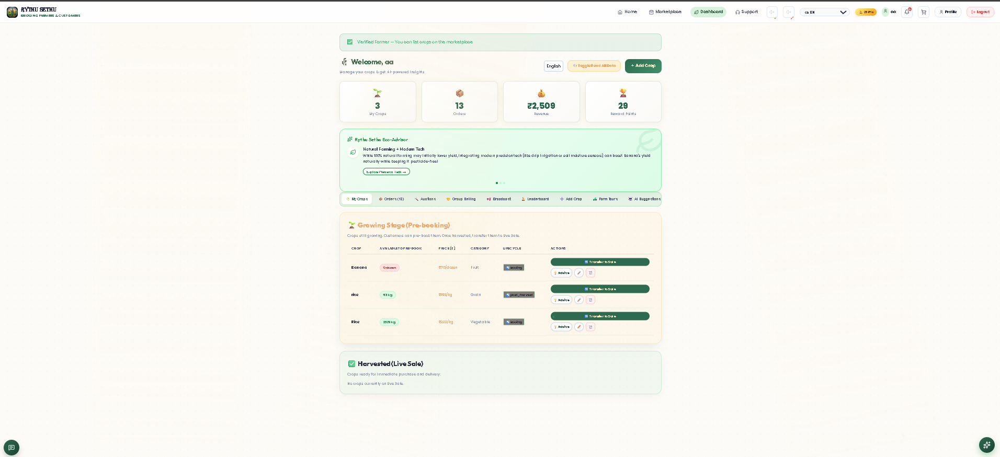 RYTHU SETHU
BRIDGING FARMERS & CUSTOMERS
Home
Marketplace
Dashboard
Support
GB EN
29 Pts
aa
Profile
Logout
Verified Farmer — You can list crops on the marketplace
Welcome, aa
Manage your crops & get AI-powered insights
English
Toggle Read All Data
+ Add Crop
3
My Crops
13
Orders
₹2,509
Revenue
29
Reward Points
Rythu Sethu Eco-Advisor
Natural Farming + Modern Tech
While 100% natural farming may initially lower yield, integrating modern precision tech (like drip irrigation or soil moisture sensors) can boost Banana's yield
naturally while keeping it pesticide-free!
Explore Precision Tech →
My Crops
Orders (13)
Auctions
Group Selling
Broadcast
Leaderboard
Add Crop
Farm Tours
AI Suggestions
Growing Stage (Pre-booking)
Crops still growing. Customers can pre-book them. Once harvested, transfer them to Live Sale.
CROP AVAILABLE TO PRE-BOOK PRICE (₹) CATEGORY LIFECYCLE ACTIONS
Banana 0 dozen ₹70/dozen Fruit sowing Transfer to Sale
Advice
rice 63 kg ₹155/kg Grain post_harvest Transfer to Sale
Advice
Rice 2329 kg ₹222/kg Vegetable sowing Transfer to Sale
Advice
Harvested (Live Sale)
Crops ready for immediate purchase and delivery.
No crops currently on Live Sale.